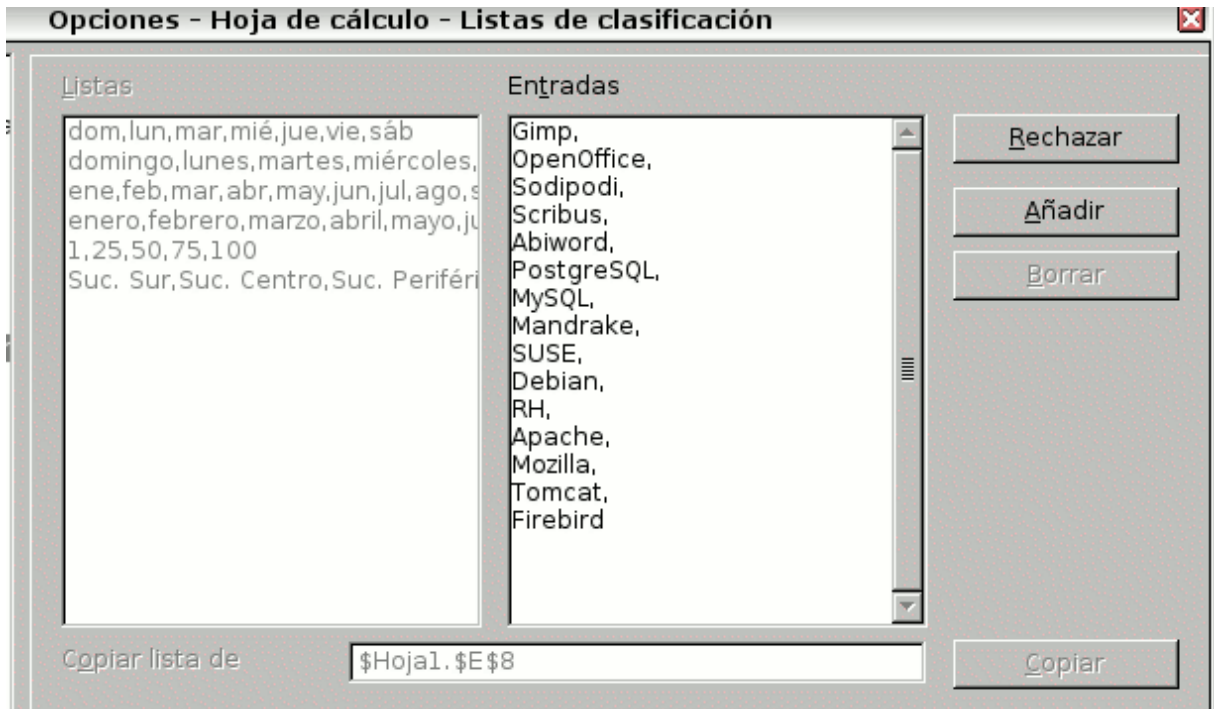 Opciones - Hoja de cálculo - Listas de clasificación
Listas
dom,lun,mar,mié,jue,vie,sáb
domingo,lunes,martes,miércoles,
ene,feb,mar,abr,may,jun,jul,ago,s
enero,febrero,marzo,abril,mayo,ju
1,25,50,75,100
Suc. Sur,Suc. Centro,Suc. Periféri
Entradas
Gimp,
OpenOffice,
Sodipodi,
Scribus,
Abiword,
PostgreSQL,
MySQL,
Mandrake,
SUSE,
Debian,
RH,
Apache,
Mozilla,
Tomcat,
Firebird
Rechazar
Añadir
Borrar
Copiar lista de
$Hoja1.$E$8
Copiar